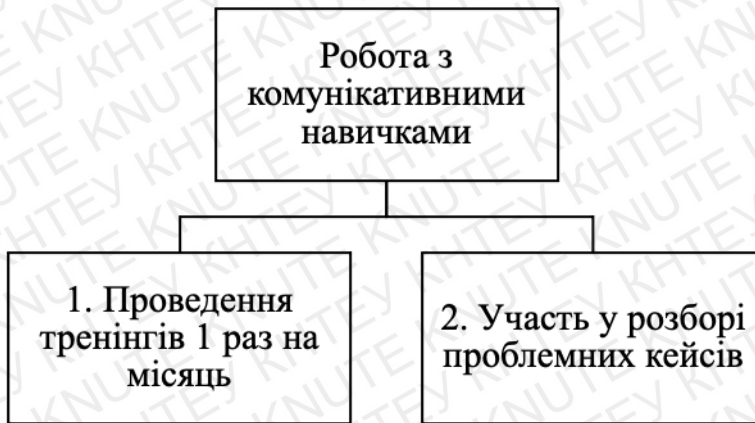 Робота з
комунікативними
навичками
1. Проведення
тренінгів 1 раз на
місяць
2. Участь у розборі
проблемних кейсів